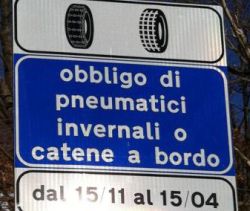 obbligo di
pneumatici
invernali o
catene a bordo
dal 15/11 al 15/04